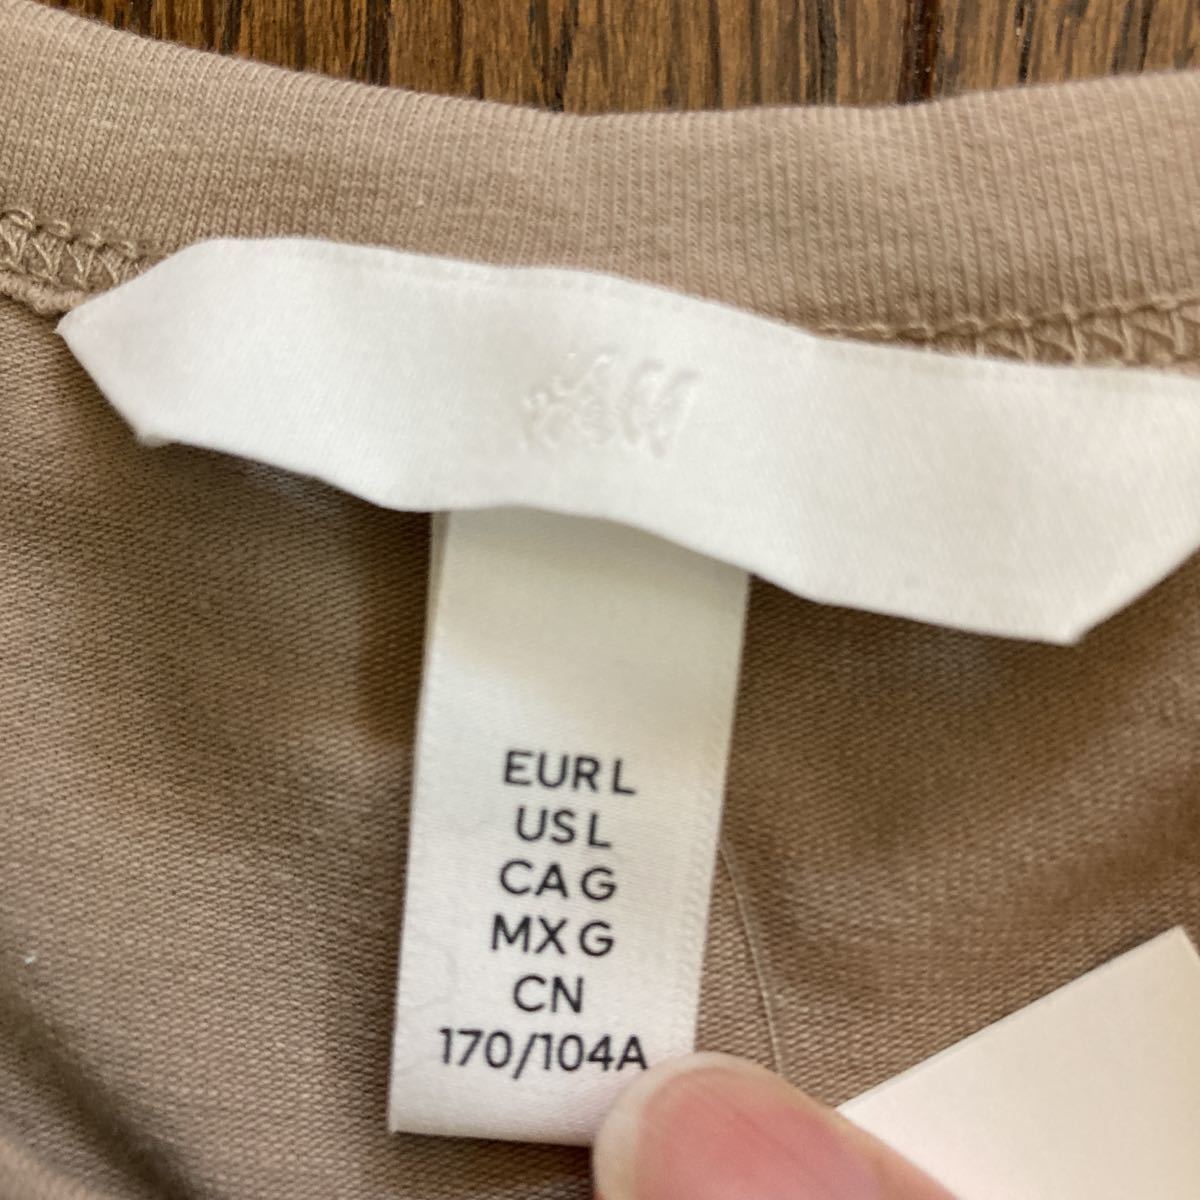 H&M
EUR L
US L
CA G
MX G
CN
170/104A